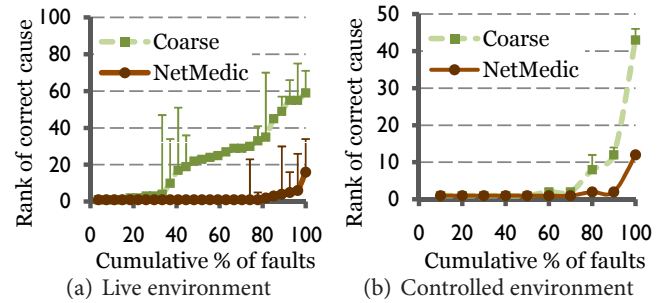 100
80
60
40
20
0
Rank of correct cause
Coarse
NetMedic
0 20 40 60 80 100
Cumulative % of faults
(a) Live environment
50
40
30
20
10
0
Rank of correct cause
Coarse
NetMedic
0 20 40 60 80 100
Cumulative % of faults
(b) Controlled environment